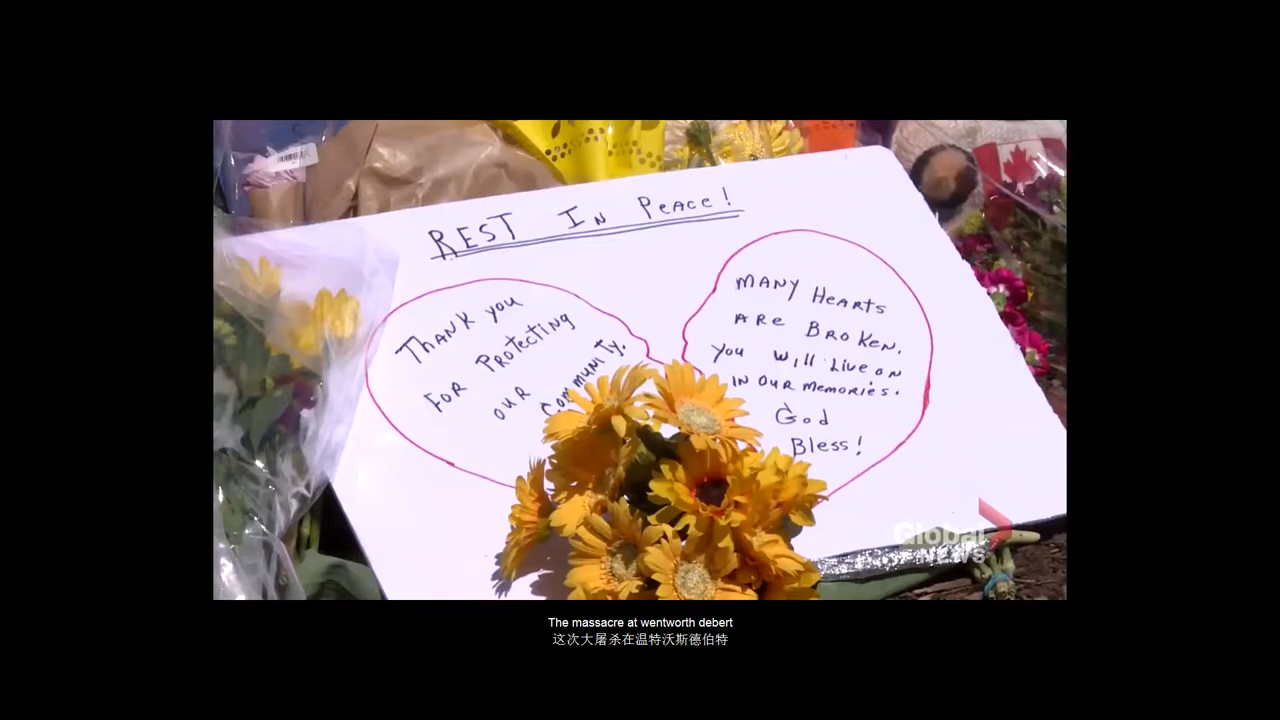 REST IN PEACE!
THANK YOU
FOR PROTECTING
OUR COMMUNITY.
MANY HEARTS
ARE BROKEN.
YOU WILL LIVE ON
IN OUR MEMORIES.
God
Bless!
Global
NEWS
The massacre at wentworth debert
这次大屠杀在温特沃斯德伯特